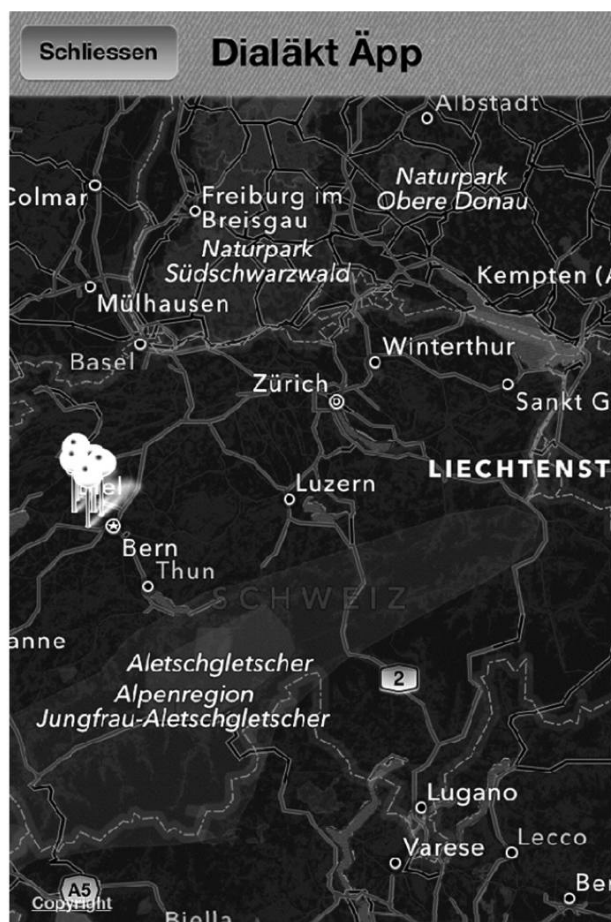 Schliessen
Dialäkt Äpp
Albstadt
Colmar
Freiburg im
Breisgau
Naturpark
Obere Donau
Naturpark
Südschwarzwald
Kempten (A
Mülhausen
Basel
Winterthur
Zürich
Sankt G
LIECHTENST
Luzern
Bern
Thun
SCHWEIZ
anne
Aletschgletscher
Alpenregion
Jungfrau-Aletschgletscher
2
Lugano
Varese
Lecco
A5
Copyright
Ber
Biella